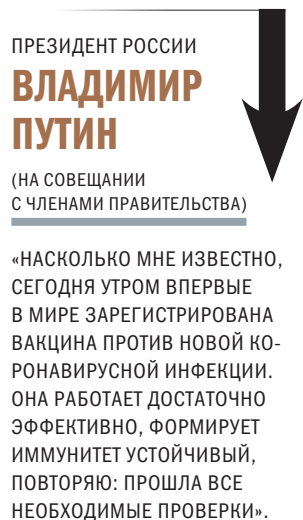 ПРЕЗИДЕНТ РОССИИ
ВЛАДИМИР
ПУТИН
(НА СОВЕЩАНИИ
С ЧЛЕНАМИ ПРАВИТЕЛЬСТВА)
«НАСКОЛЬКО МНЕ ИЗВЕСТНО,
СЕГОДНЯ УТРОМ ВПЕРВЫЕ
В МИРЕ ЗАРЕГИСТРИРОВАНА
ВАКЦИНА ПРОТИВ НОВОЙ КО-
РОНАВИРУСНОЙ ИНФЕКЦИИ.
ОНА РАБОТАЕТ ДОСТАТОЧНО
ЭФФЕКТИВНО, ФОРМИРУЕТ
ИММУНИТЕТ УСТОЙЧИВЫЙ,
ПОВТОРЯЮ: ПРОШЛА ВСЕ
НЕОБХОДИМЫЕ ПРОВЕРКИ».